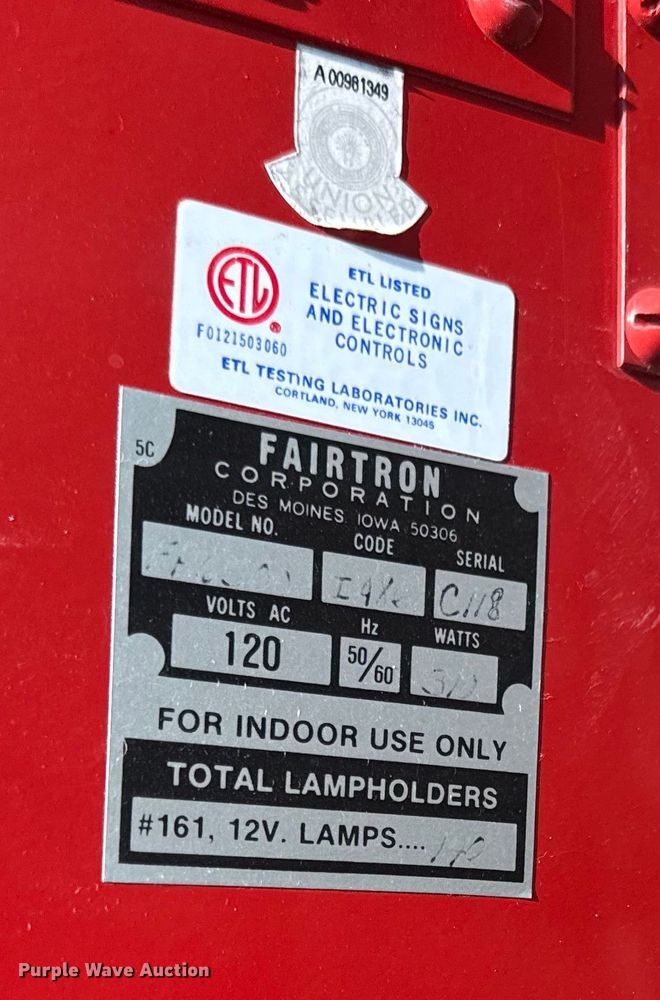 A 00981349
UNION
ETL
®
F0121503060
ETL LISTED
ELECTRIC SIGNS
AND ELECTRONIC
CONTROLS
ETL TESTING LABORATORIES INC.
CORTLAND, NEW YORK 13045
5C
FAIRTRON
CORPORATION
DES MOINES, IOWA 50306
MODEL NO. CODE SERIAL
C118
VOLTS AC Hz WATTS
120 50/60
FOR INDOOR USE ONLY
TOTAL LAMPHOLDERS
#161, 12V. LAMPS....
Purple Wave Auction